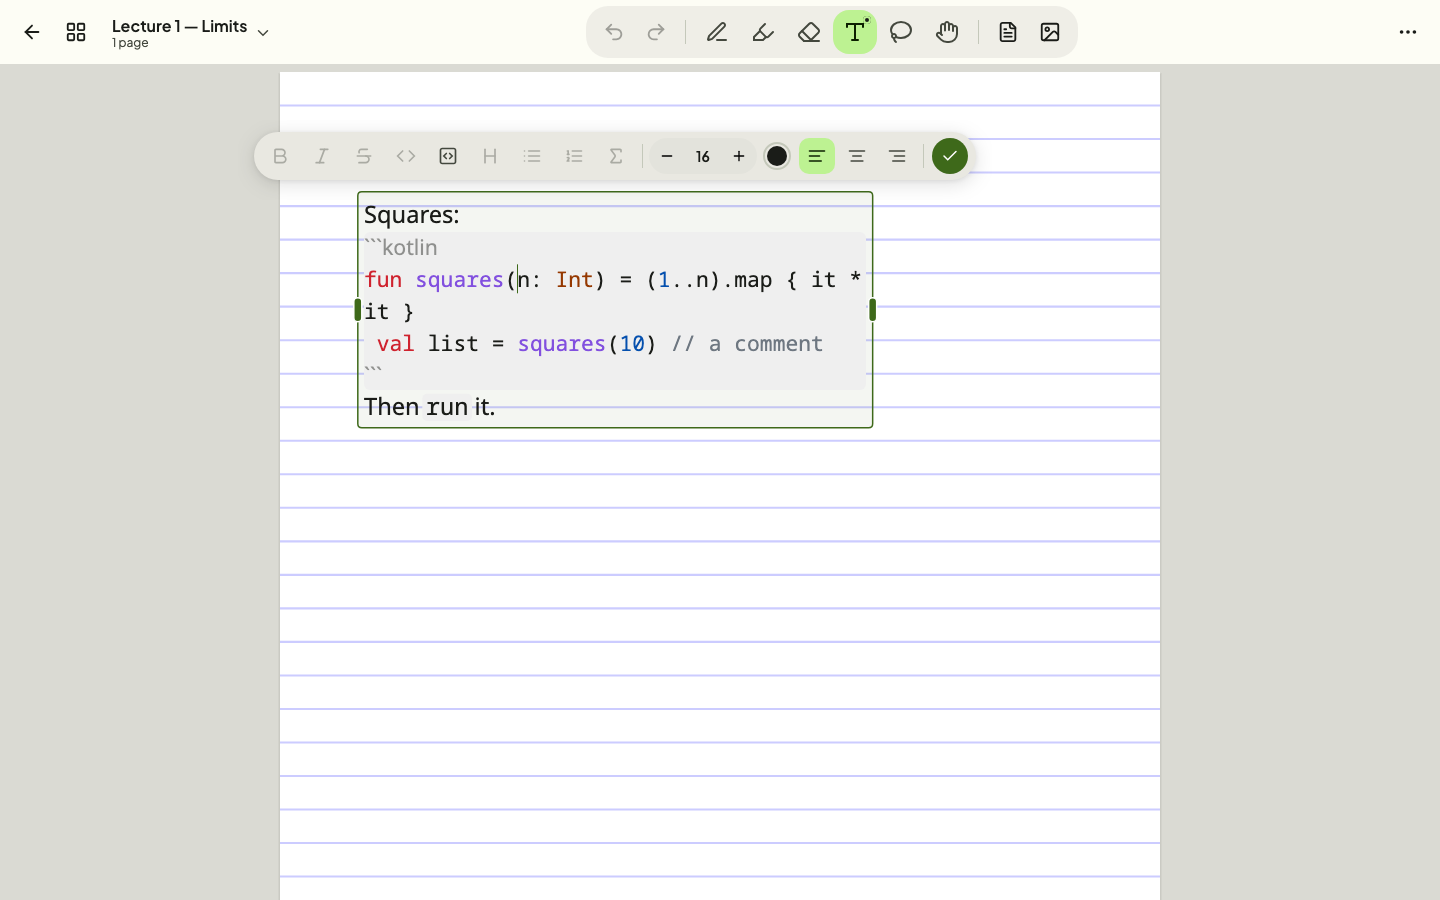 Lecture 1 — Limits
1 page
16
Squares:
```kotlin
fun squares(n: Int) = (1..n).map { it *
it }
 val list = squares(10) // a comment
```
Then run it.